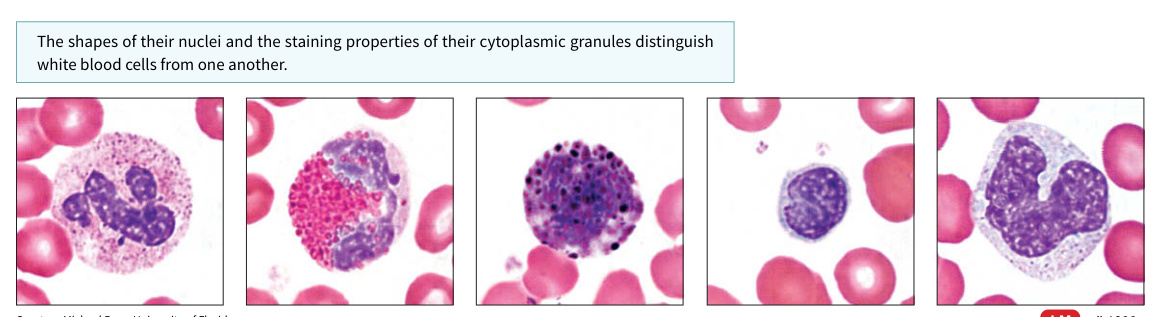 The shapes of their nuclei and the staining properties of their cytoplasmic granules distinguish
white blood cells from one another.